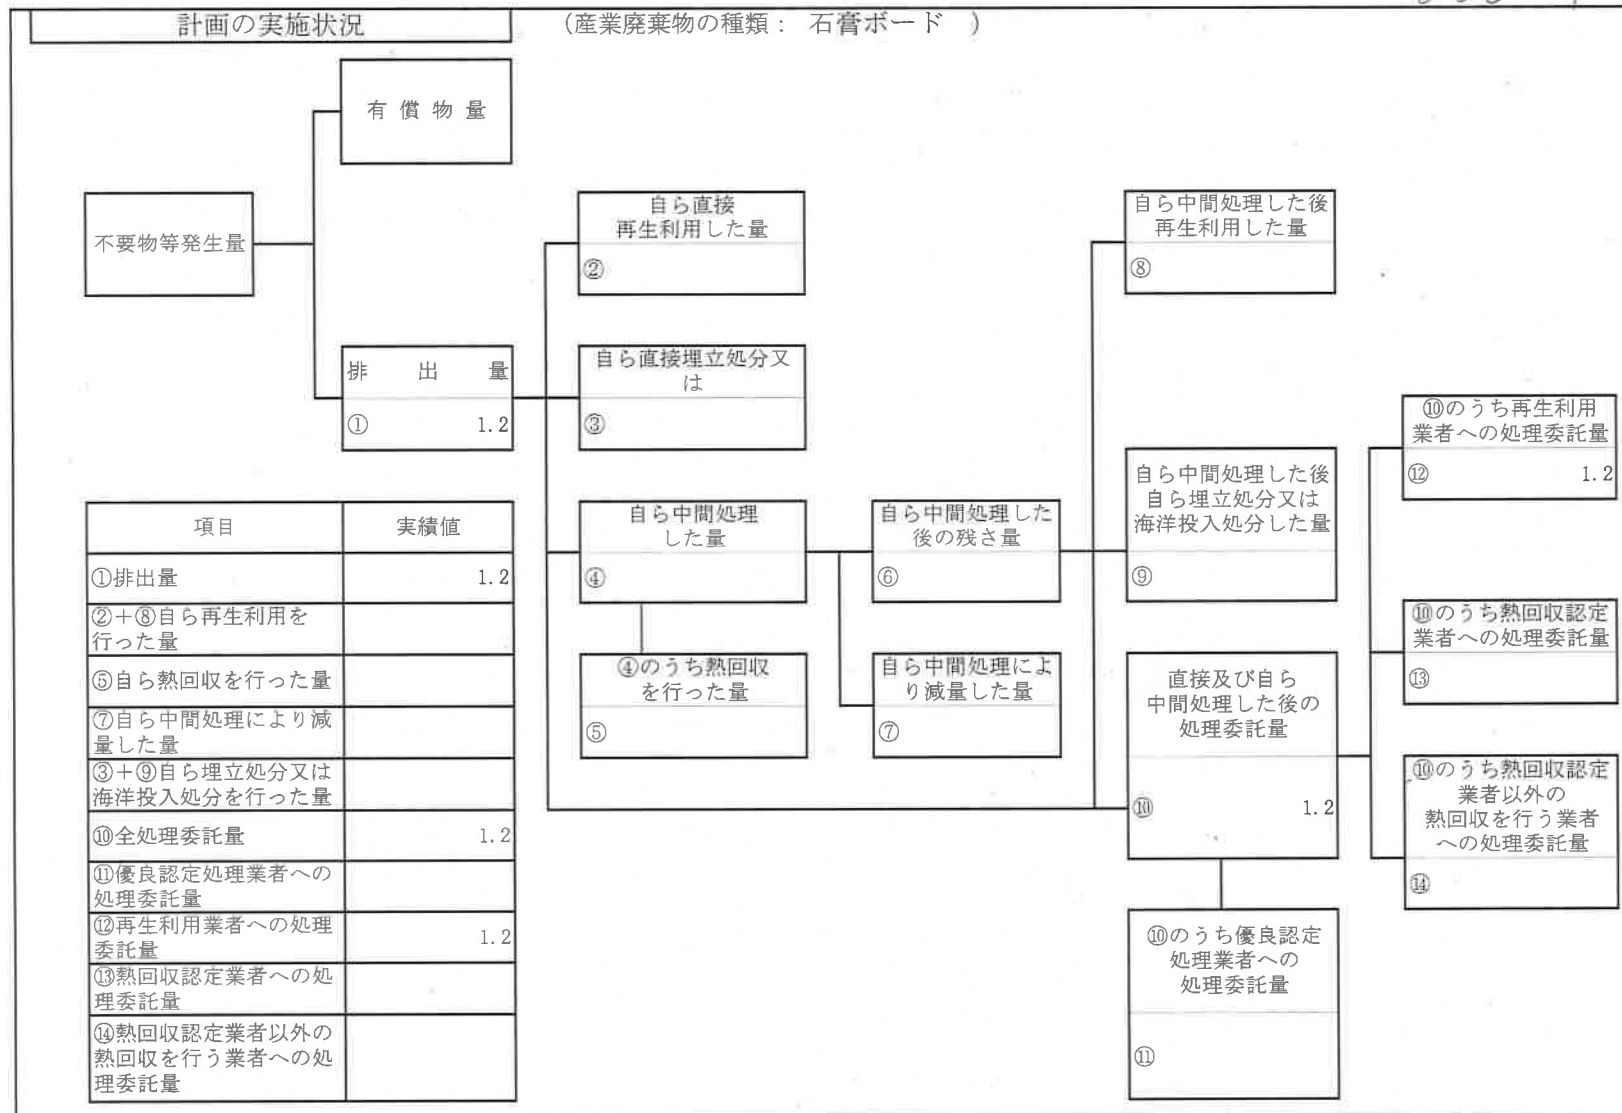 計画の実施状況
(産業廃棄物の種類： 石膏ボード )
有償物量
不要物等発生量
排出量
① 1.2
自ら直接
再生利用した量
②
自ら直接埋立処分又
は
③
自ら中間処理
した量
④
④のうち熱回収
を行った量
⑤
自ら中間処理した
後の残さ量
⑥
自ら中間処理によ
り減量した量
⑦
自ら中間処理した後
再生利用した量
⑧
自ら中間処理した後
自ら埋立処分又は
海洋投入処分した量
⑨
直接及び自ら
中間処理した後の
処理委託量
⑩ 1.2
⑩のうち優良認定
処理業者への
処理委託量
⑪
⑩のうち再生利用
業者への処理委託量
⑫ 1.2
⑩のうち熱回収認定
業者への処理委託量
⑬
⑩のうち熱回収認定
業者以外の
熱回収を行う業者
への処理委託量
⑭
項目 実績値
①排出量 1.2
②＋⑧自ら再生利用を
行った量
⑤自ら熱回収を行った量
⑦自ら中間処理により減
量した量
③＋⑨自ら埋立処分又は
海洋投入処分を行った量
⑩全処理委託量 1.2
⑪優良認定処理業者への
処理委託量
⑫再生利用業者への処理
委託量 1.2
⑬熱回収認定業者への処
理委託量
⑭熱回収認定業者以外の
熱回収を行う業者への処
理委託量